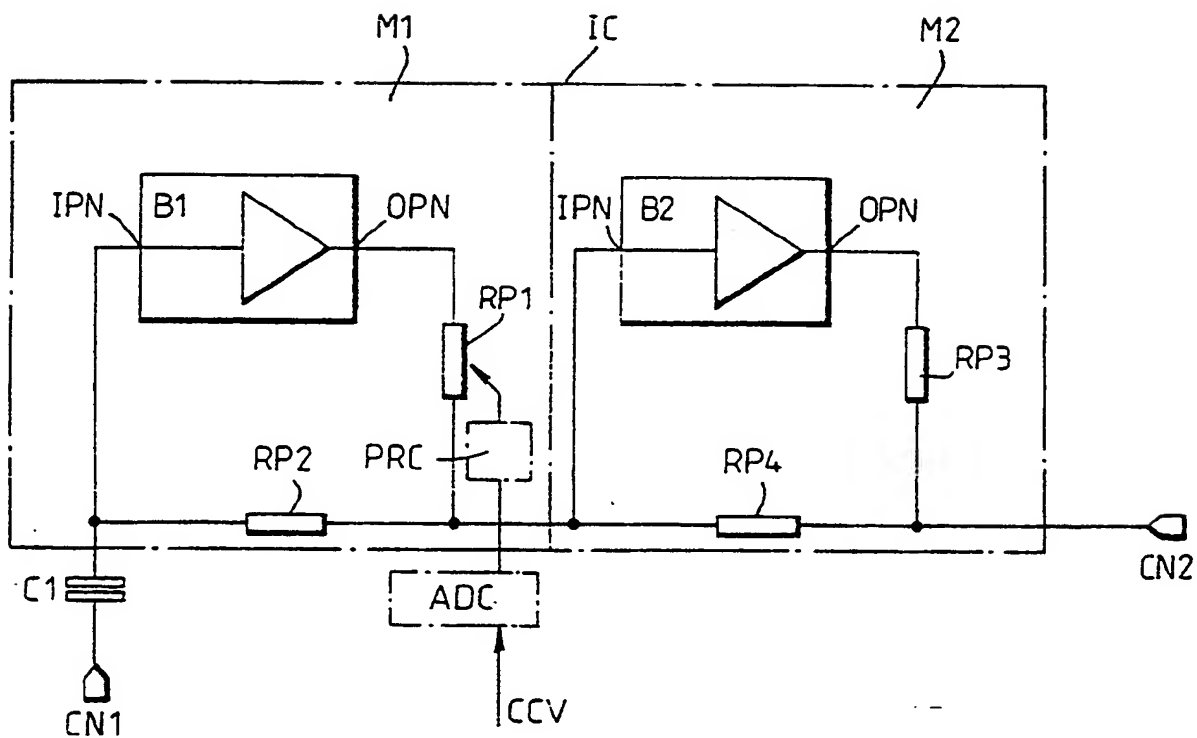 M1
IC
M2
IPN
B1
OPN
IPN
B2
OPN
RP1
RP3
PRC
RP2
RP4
C1
ADC
CN2
CN1
CCV